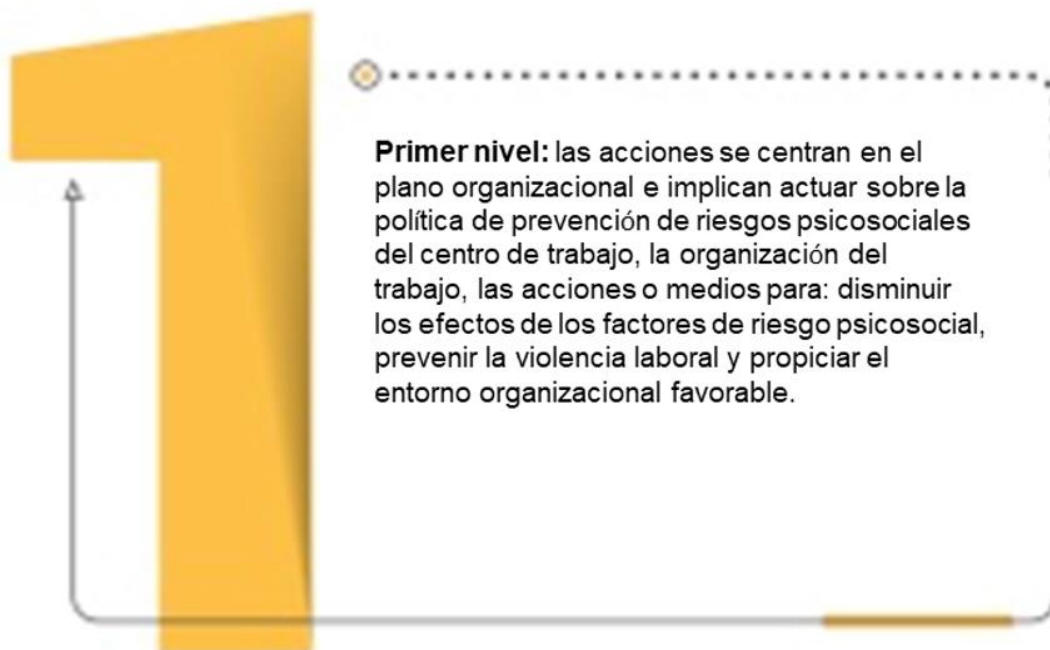 1
Primer nivel: las acciones se centran en el
plano organizacional e implican actuar sobre la
política de prevención de riesgos psicosociales
del centro de trabajo, la organización del
trabajo, las acciones o medios para: disminuir
los efectos de los factores de riesgo psicosocial,
prevenir la violencia laboral y propiciar el
entorno organizacional favorable.